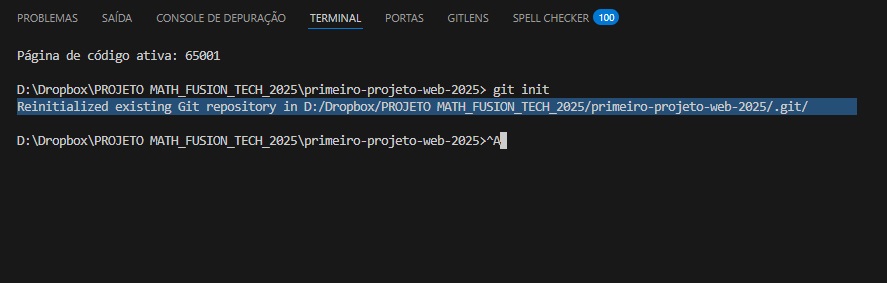 PROBLEMAS SAÍDA CONSOLE DE DEPURAÇÃO TERMINAL PORTAS GITLENS SPELL CHECKER 100
Página de código ativa: 65001
D:\Dropbox\PROJETO MATH_FUSION_TECH_2025\primeiro-projeto-web-2025> git init
Reinitialized existing Git repository in D:/Dropbox/PROJETO MATH_FUSION_TECH_2025/primeiro-projeto-web-2025/.git/
D:\Dropbox\PROJETO MATH_FUSION_TECH_2025\primeiro-projeto-web-2025>^A